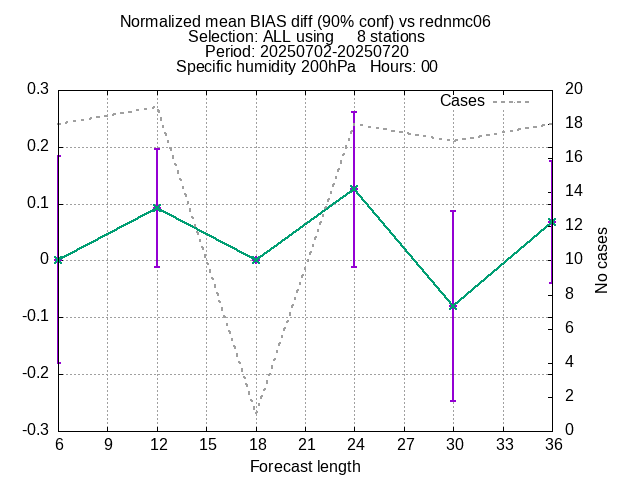 Normalized mean BIAS diff (90% conf) vs rednmc06
Selection: ALL using     8 stations
Period: 20250702-20250720
Specific humidity 200hPa   Hours: 00
Cases
0.3
0.2
0.1
0
-0.1
-0.2
-0.3
20
18
16
14
12
10
8
6
4
2
0
No cases
6 9 12 15 18 21 24 27 30 33 36
Forecast length